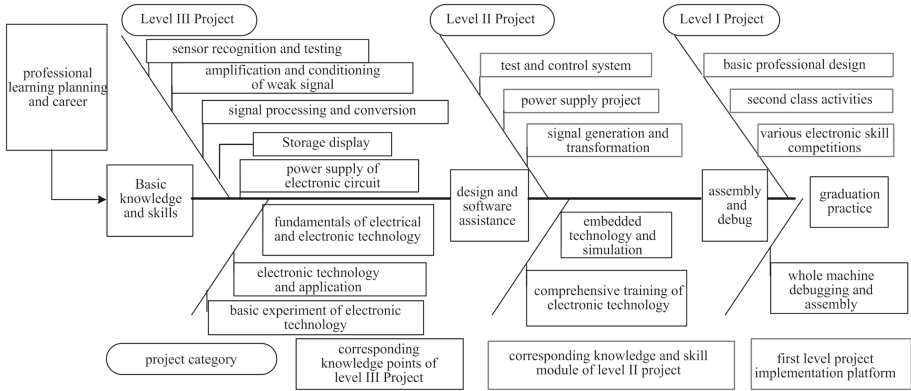 Level III Project
Level II Project
Level I Project
professional
learning planning
and career
sensor recognition and testing
amplification and conditioning
of weak signal
signal processing and conversion
Storage display
power supply of
electronic circuit
test and control system
power supply project
signal generation and
transformation
basic professional design
second class activities
various electronic skill
competitions
Basic
knowledge
and skills
design and
software
assistance
assembly
and
debug
graduation
practice
fundamentals of electrical
and electronic technology
electronic technology
and application
basic experiment of electronic
technology
embedded
technology and
simulation
comprehensive training of
electronic technology
whole machine
debugging and
assembly
project category
corresponding
knowledge points of
level III Project
corresponding knowledge and skill
module of level II project
first level project
implementation platform